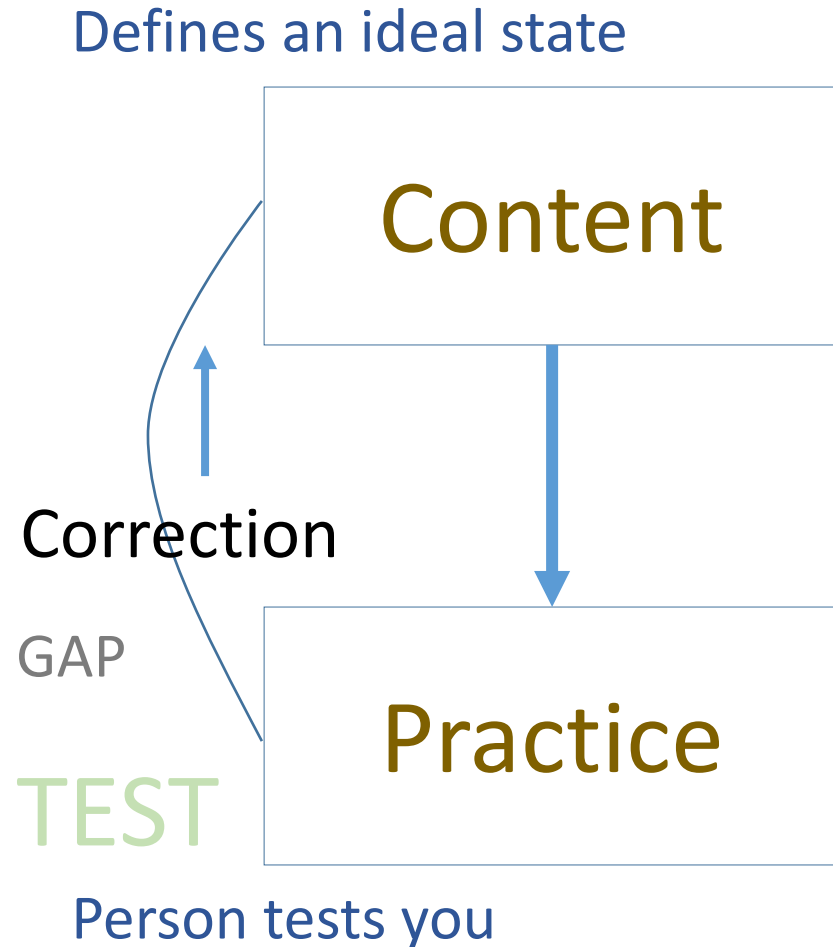 Defines an ideal state
Content
Correction
GAP
Practice
TEST
Person tests you